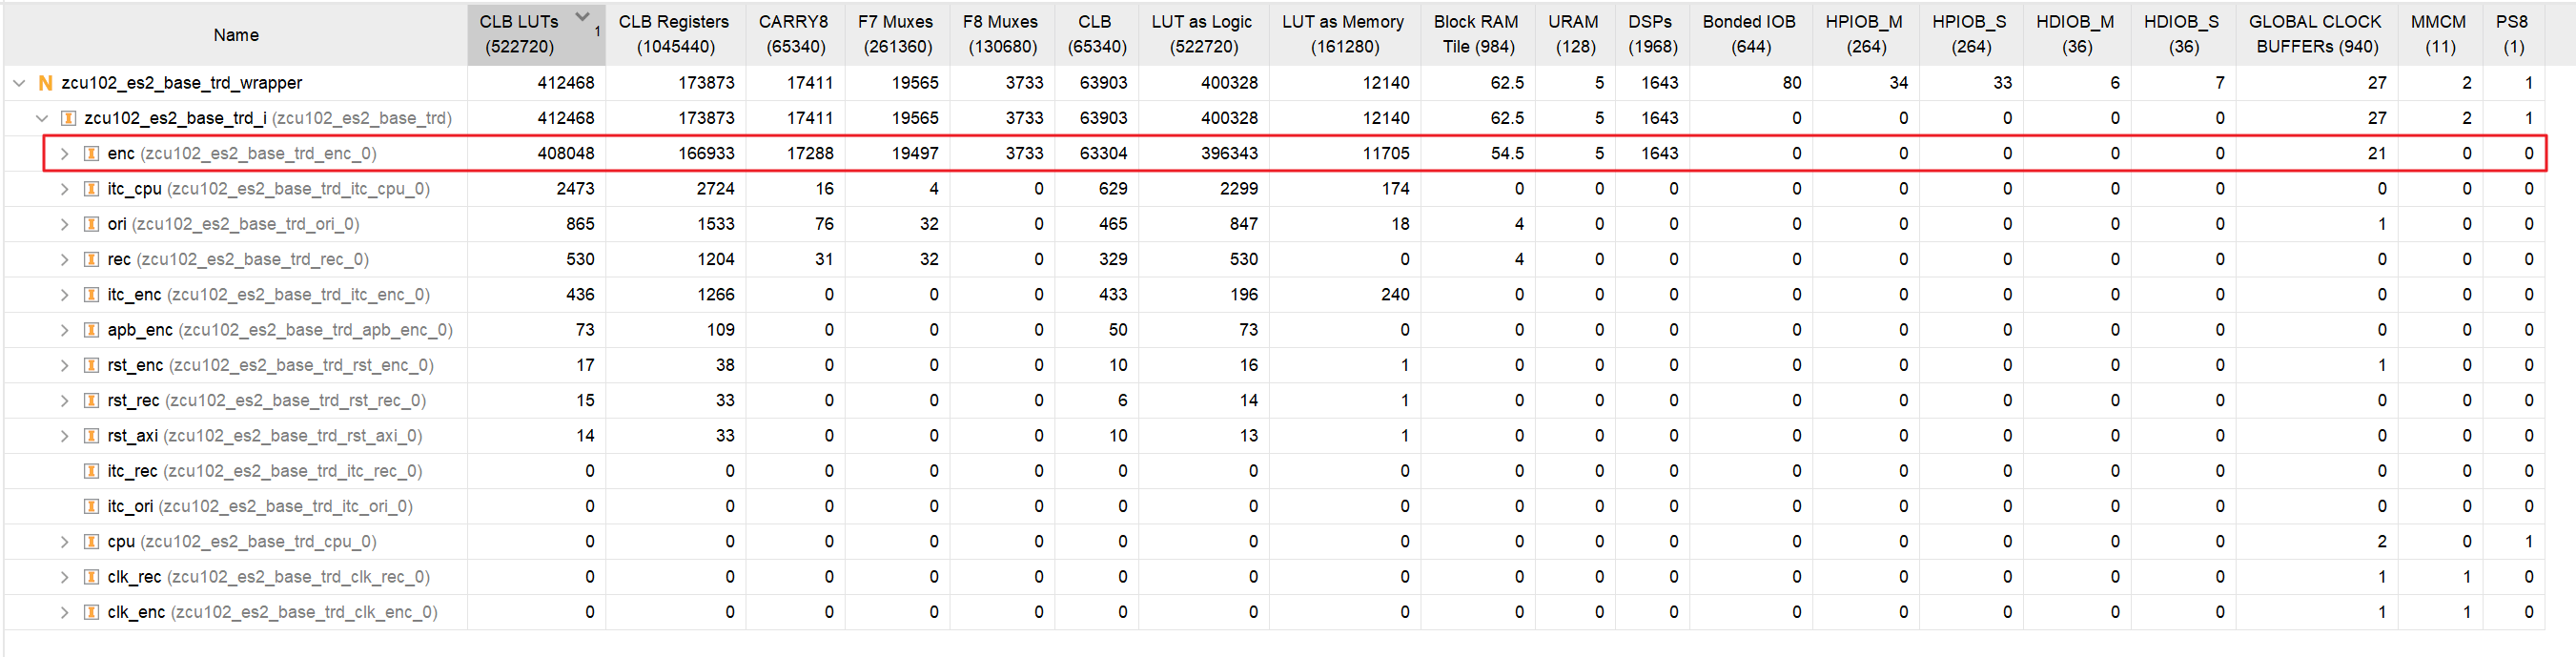 Name CLB LUTs (522720) 1 CLB Registers (1045440) CARRY8 (65340) F7 Muxes (261360) F8 Muxes (130680) CLB (65340) LUT as Logic (522720) LUT as Memory (161280) Block RAM Tile (984) URAM (128) DSPs (1968) Bonded IOB (644) HPIOB_M (264) HPIOB_S (264) HDIOB_M (36) HDIOB_S (36) GLOBAL CLOCK BUFFERs (940) MMCM (11) PS8 (1)
N zcu102_es2_base_trd_wrapper 412468 173873 17411 19565 3733 63903 400328 12140 62.5 5 1643 80 34 33 6 7 27 2 1
I zcu102_es2_base_trd_i (zcu102_es2_base_trd) 412468 173873 17411 19565 3733 63903 400328 12140 62.5 5 1643 0 0 0 0 0 27 2 1
I enc (zcu102_es2_base_trd_enc_0) 408048 166933 17288 19497 3733 63304 396343 11705 54.5 5 1643 0 0 0 0 0 21 0 0
I itc_cpu (zcu102_es2_base_trd_itc_cpu_0) 2473 2724 16 4 0 629 2299 174 0 0 0 0 0 0 0 0 0 0 0
I ori (zcu102_es2_base_trd_ori_0) 865 1533 76 32 0 465 847 18 4 0 0 0 0 0 0 0 1 0 0
I rec (zcu102_es2_base_trd_rec_0) 530 1204 31 32 0 329 530 0 4 0 0 0 0 0 0 0 0 0 0
I itc_enc (zcu102_es2_base_trd_itc_enc_0) 436 1266 0 0 0 433 196 240 0 0 0 0 0 0 0 0 0 0 0
I apb_enc (zcu102_es2_base_trd_apb_enc_0) 73 109 0 0 0 50 73 0 0 0 0 0 0 0 0 0 0 0 0
I rst_enc (zcu102_es2_base_trd_rst_enc_0) 17 38 0 0 0 10 16 1 0 0 0 0 0 0 0 0 1 0 0
I rst_rec (zcu102_es2_base_trd_rst_rec_0) 15 33 0 0 0 6 14 1 0 0 0 0 0 0 0 0 0 0 0
I rst_axi (zcu102_es2_base_trd_rst_axi_0) 14 33 0 0 0 10 13 1 0 0 0 0 0 0 0 0 0 0 0
I itc_rec (zcu102_es2_base_trd_itc_rec_0) 0 0 0 0 0 0 0 0 0 0 0 0 0 0 0 0 0 0 0
I itc_ori (zcu102_es2_base_trd_itc_ori_0) 0 0 0 0 0 0 0 0 0 0 0 0 0 0 0 0 0 0 0
I cpu (zcu102_es2_base_trd_cpu_0) 0 0 0 0 0 0 0 0 0 0 0 0 0 0 0 0 2 0 1
I clk_rec (zcu102_es2_base_trd_clk_rec_0) 0 0 0 0 0 0 0 0 0 0 0 0 0 0 0 0 1 1 0
I clk_enc (zcu102_es2_base_trd_clk_enc_0) 0 0 0 0 0 0 0 0 0 0 0 0 0 0 0 0 1 1 0